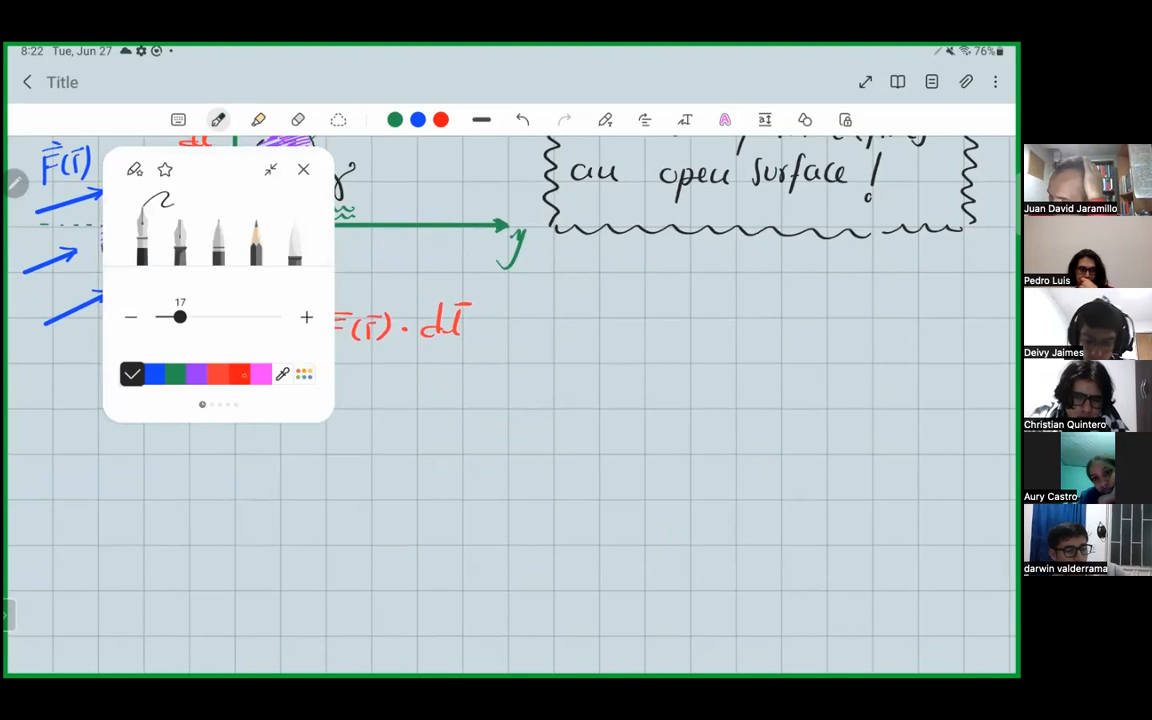 8:22 Tue, Jun 27
76%
Title
dl
F(r)
γ
an open surface!
y
17
F(r) · dl
Juan David Jaramillo
Pedro Luis
Deivy Jaimes
Christian Quintero
Aury Castro
darwin valderrama